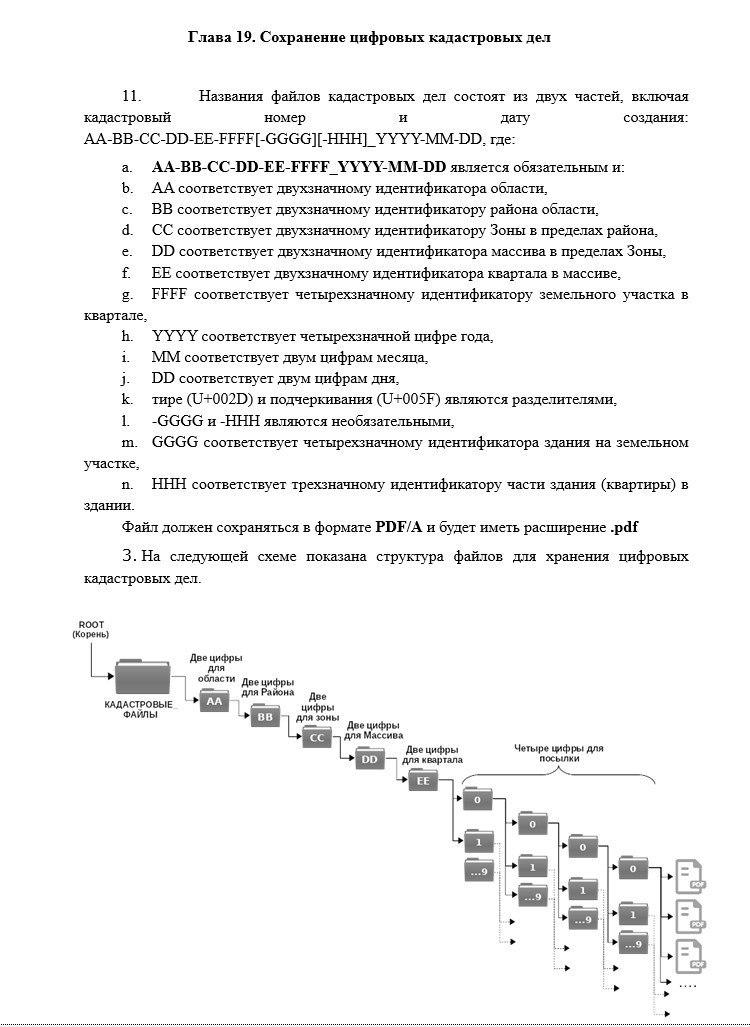 Глава 19. Сохранение цифровых кадастровых дел
11. Названия файлов кадастровых дел состоят из двух частей, включая
кадастровый номер и дату создания:
AA-BB-CC-DD-EE-FFFF[-GGGG][-HHH]_YYYY-MM-DD, где:
a. AA-BB-CC-DD-EE-FFFF_YYYY-MM-DD является обязательным и:
b. AA соответствует двухзначному идентификатора области,
c. BB соответствует двухзначному идентификатору района области,
d. CC соответствует двухзначному идентификатору Зоны в пределах района,
e. DD соответствует двухзначному идентификатора массива в пределах Зоны,
f. EE соответствует двухзначному идентификатора квартала в массиве,
g. FFFF соответствует четырехзначному идентификатору земельного участка в
квартале,
h. YYYY соответствует четырехзначной цифре года,
i. MM соответствует двум цифрам месяца,
j. DD соответствует двум цифрам дня,
k. тире (U+002D) и подчеркивания (U+005F) являются разделителями,
l. -GGGG и -HHH являются необязательными,
m. GGGG соответствует четырехзначному идентификатора здания на земельном
участке,
n. HHH соответствует трехзначному идентификатору части здания (квартиры) в
здании.
Файл должен сохраняться в формате PDF/A и будет иметь расширение .pdf
3. На следующей схеме показана структура файлов для хранения цифровых
кадастровых дел.
ROOT
(Корень)
КАДАСТРОВЫЕ_
ФАЙЛЫ
Две цифры
для
области
AA
Две цифры
для Района
BB
Две
цифры
для зоны
CC
Две цифры
для Массива
DD
Две цифры
для квартала
EE
Четыре цифры для
посылки
0
1
...9
0
1
...9
0
1
...9
0
1
...9
PDF
PDF
PDF
....